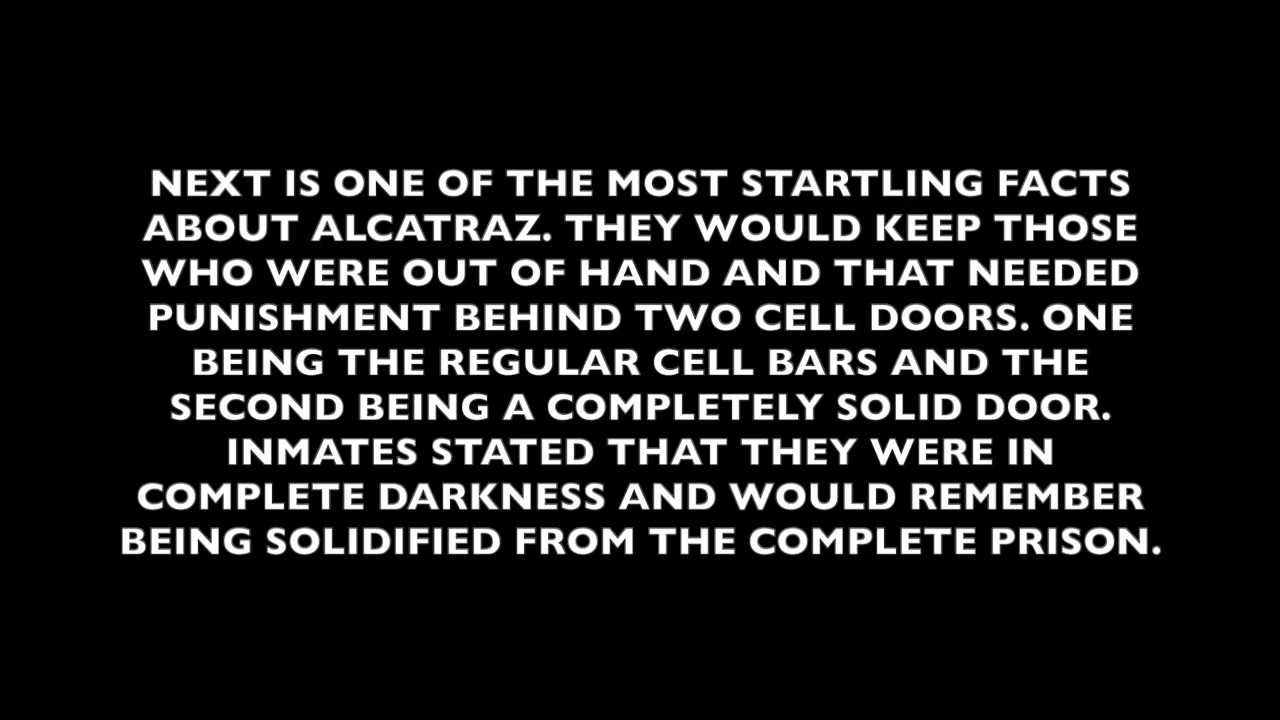 NEXT IS ONE OF THE MOST STARTLING FACTS
ABOUT ALCATRAZ. THEY WOULD KEEP THOSE
WHO WERE OUT OF HAND AND THAT NEEDED
PUNISHMENT BEHIND TWO CELL DOORS. ONE
BEING THE REGULAR CELL BARS AND THE
SECOND BEING A COMPLETELY SOLID DOOR.
INMATES STATED THAT THEY WERE IN
COMPLETE DARKNESS AND WOULD REMEMBER
BEING SOLIDIFIED FROM THE COMPLETE PRISON.